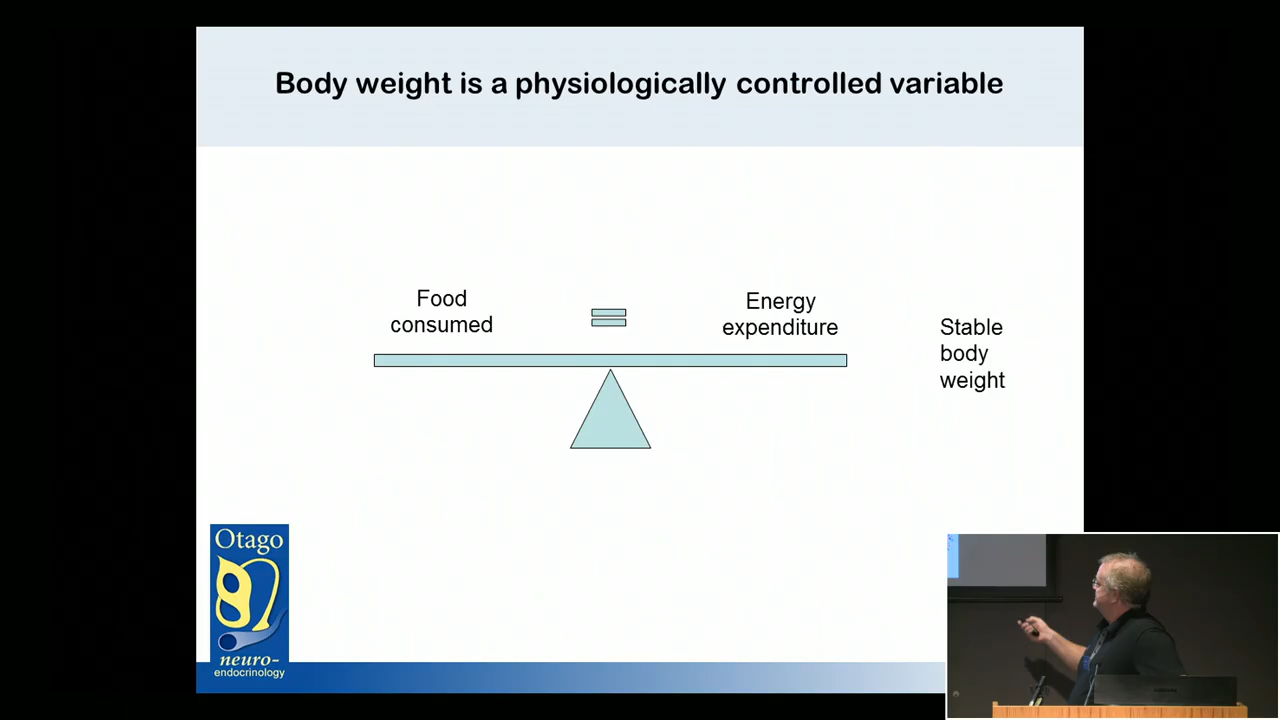 Body weight is a physiologically controlled variable
Food
consumed
Energy
expenditure
Stable
body
weight
Otago
neuro-
endocrinology